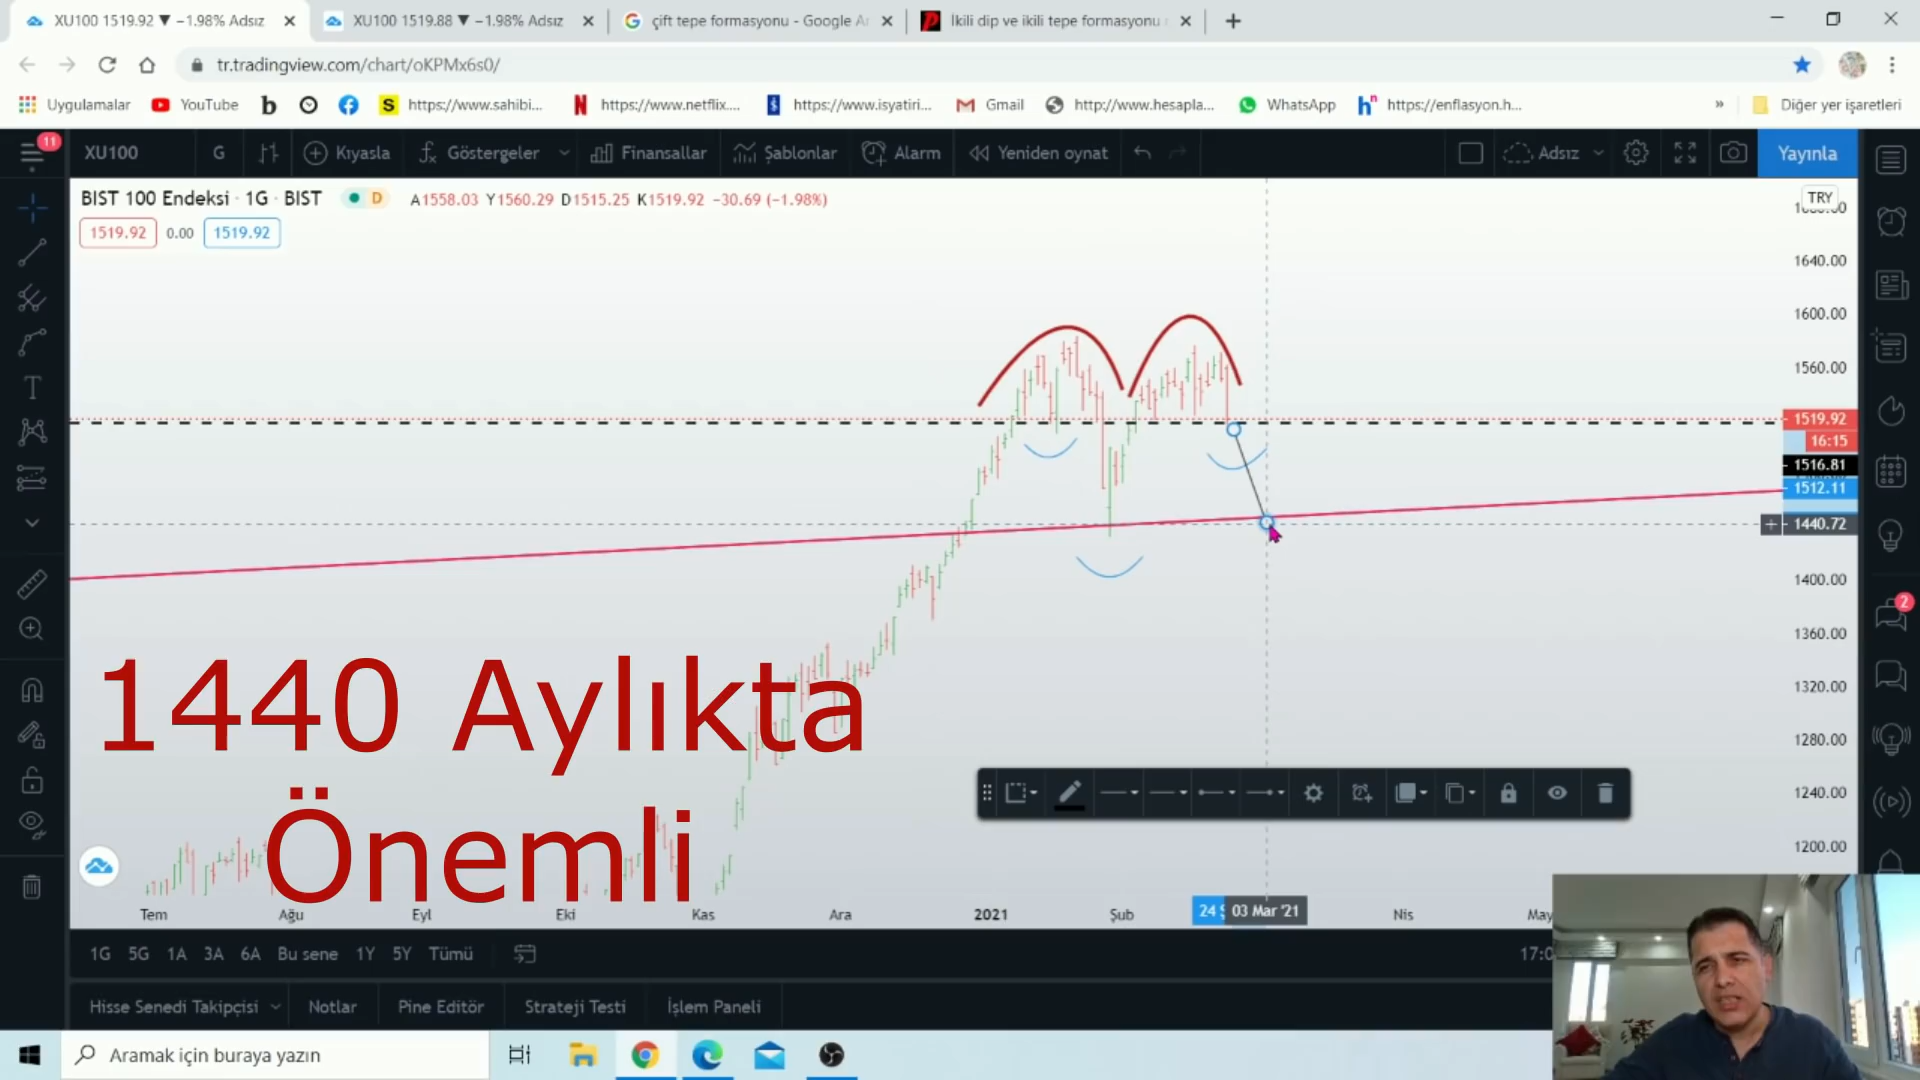 XU100 1519.92 ▼ −1.98% Adsız
XU100 1519.88 ▼ −1.98% Adsız
çift tepe formasyonu - Google A
İkili dip ve ikili tepe formasyonu
tr.tradingview.com/chart/oKPMx6s0/
Uygulamalar
YouTube
https://www.sahibi...
https://www.netflix....
https://www.isyatiri...
Gmail
http://www.hesapla...
WhatsApp
https://enflasyon.h...
»
Diğer yer işaretleri
11
XU100
G
Kıyasla
Göstergeler
Finansallar
Şablonlar
Alarm
Yeniden oynat
Adsız
Yayınla
BIST 100 Endeksi · 1G · BIST
D
A1558.03 Y1560.29 D1515.25 K1519.92 −30.69 (−1.98%)
1519.92
0.00
1519.92
TRY
1640.00
1600.00
1560.00
1519.92
16:15
1516.81
1512.11
1440.72
1400.00
1360.00
1320.00
1280.00
1240.00
1200.00
2
1440 Aylıkta
Önemli
Tem
Ağu
Eyl
Eki
Kas
Ara
2021
Şub
24 Ş
03 Mar '21
Nis
May
1G
5G
1A
3A
6A
Bu sene
1Y
5Y
Tümü
17:0
Hisse Senedi Takipçisi
Notlar
Pine Editör
Strateji Testi
İşlem Paneli
Aramak için buraya yazın